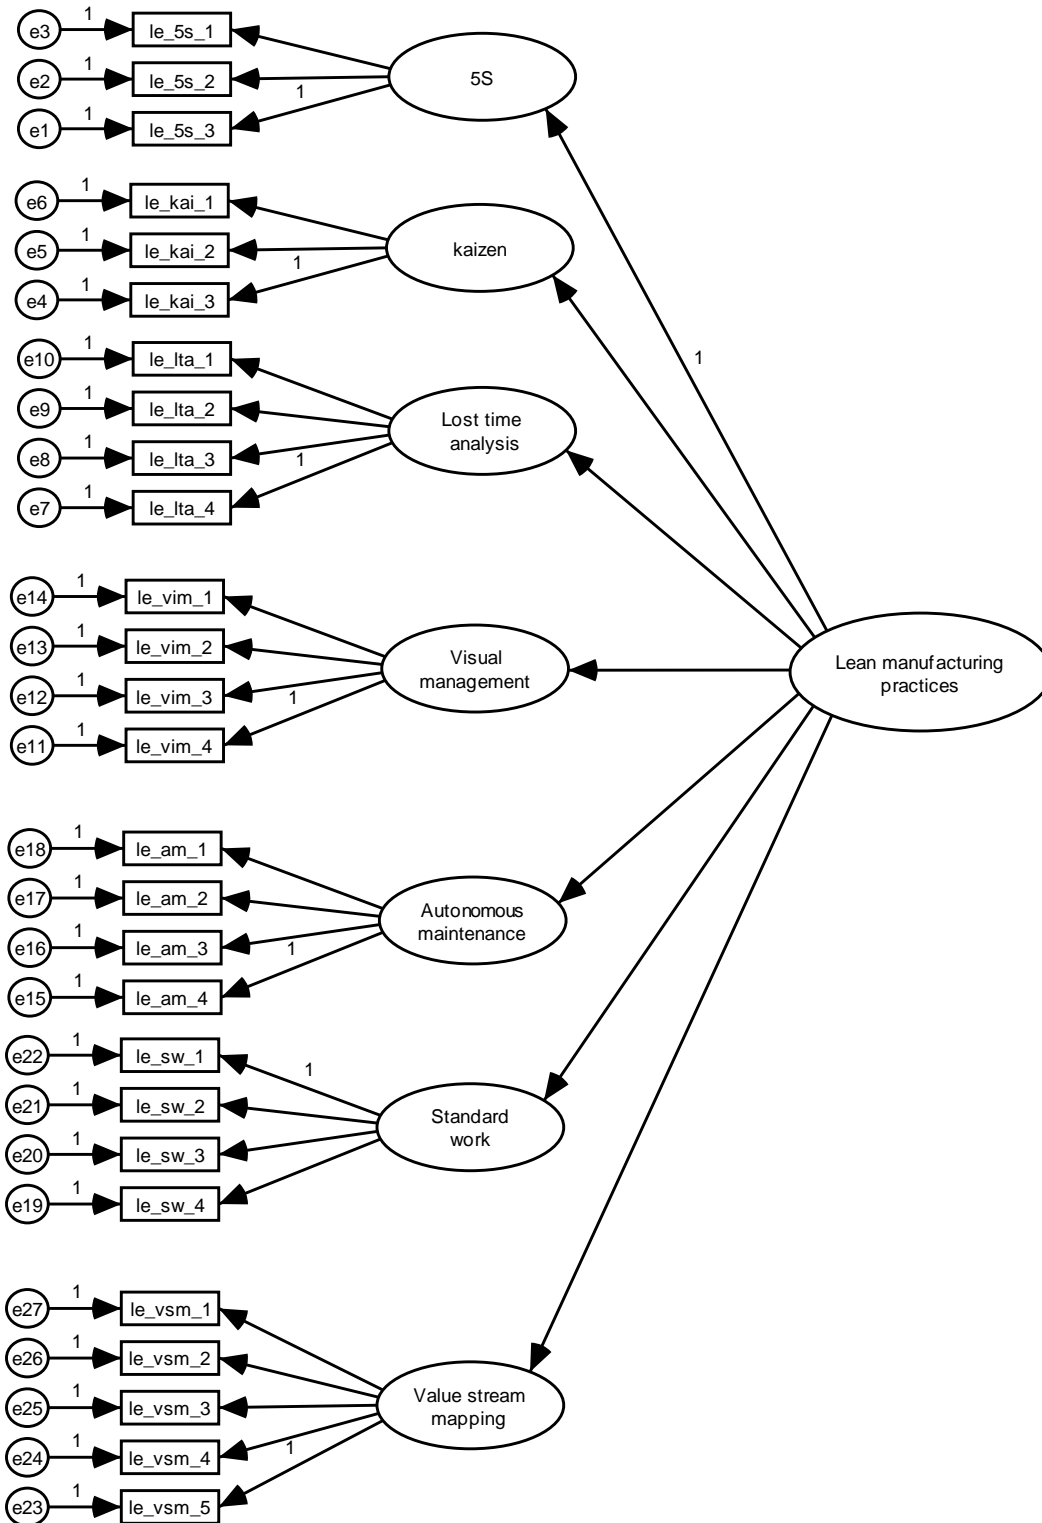 e3 1 le_5s_1
e2 1 le_5s_2
1
e1 1 le_5s_3
5S
e6 1 le_kai_1
e5 1 le_kai_2
1
e4 1 le_kai_3
kaizen
1
e10 1 le_lta_1
e9 1 le_lta_2
e8 1 le_lta_3
1
e7 1 le_lta_4
Lost time
analysis
e14 1 le_vim_1
e13 1 le_vim_2
e12 1 le_vim_3
1
e11 1 le_vim_4
Visual
management
Lean manufacturing
practices
e18 1 le_am_1
e17 1 le_am_2
e16 1 le_am_3
1
e15 1 le_am_4
Autonomous
maintenance
e22 1 le_sw_1
1
e21 1 le_sw_2
e20 1 le_sw_3
e19 1 le_sw_4
Standard
work
e27 1 le_vsm_1
e26 1 le_vsm_2
e25 1 le_vsm_3
e24 1 le_vsm_4
1
e23 1 le_vsm_5
Value stream
mapping